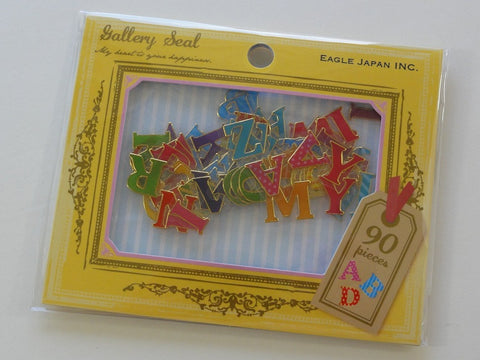 Gallery Seal
My heart is your happiness.
EAGLE JAPAN INC.
90
pieces
A B
D